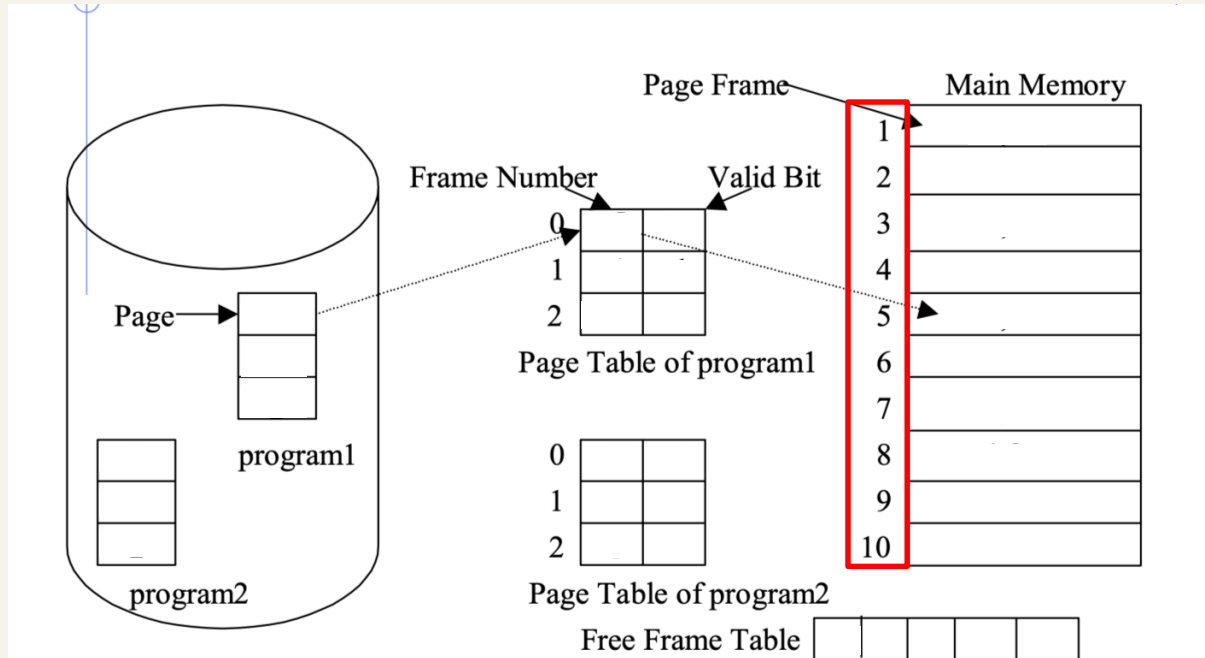 Page Frame
Main Memory
1
Frame Number
Valid Bit
2
0
3
1
4
Page
2
5
Page Table of program1
6
7
program1
0
8
1
9
2
10
program2
Page Table of program2
Free Frame Table